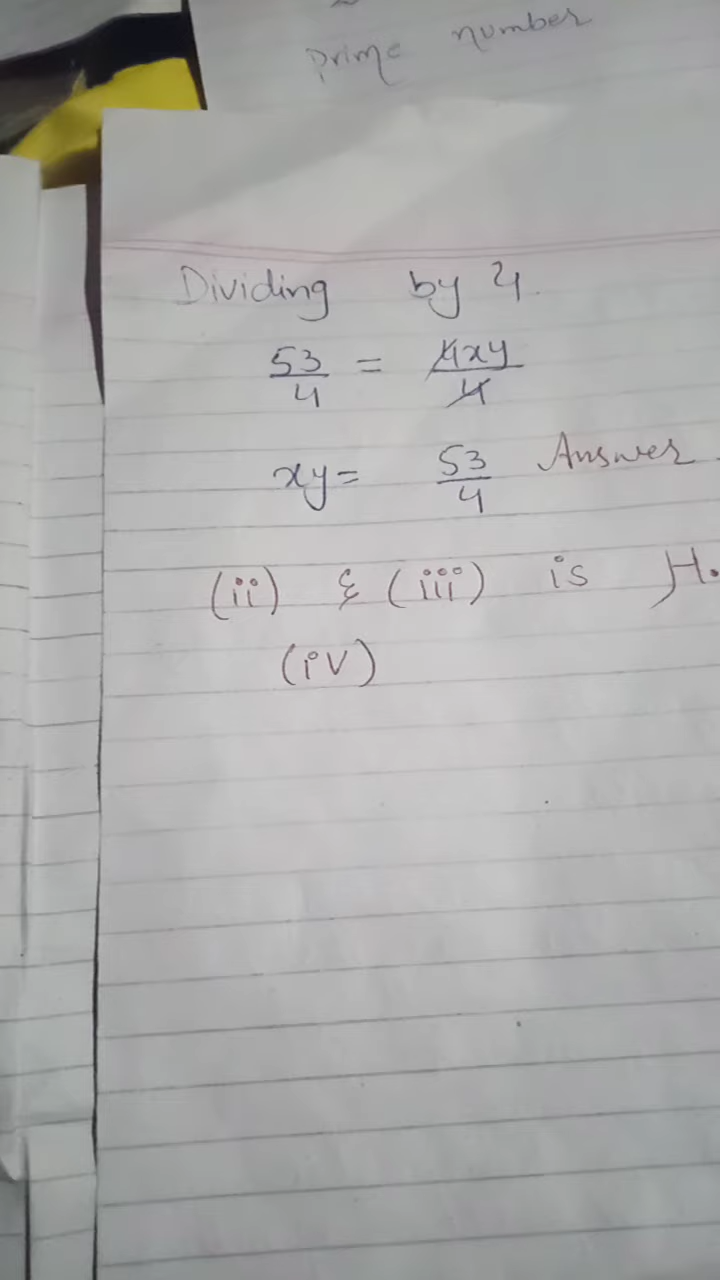 prime number
Dividing by 4.
53/4 = 4xy/4
xy = 53/4 Answer.
(ii) & (iii) is H.
(iv)